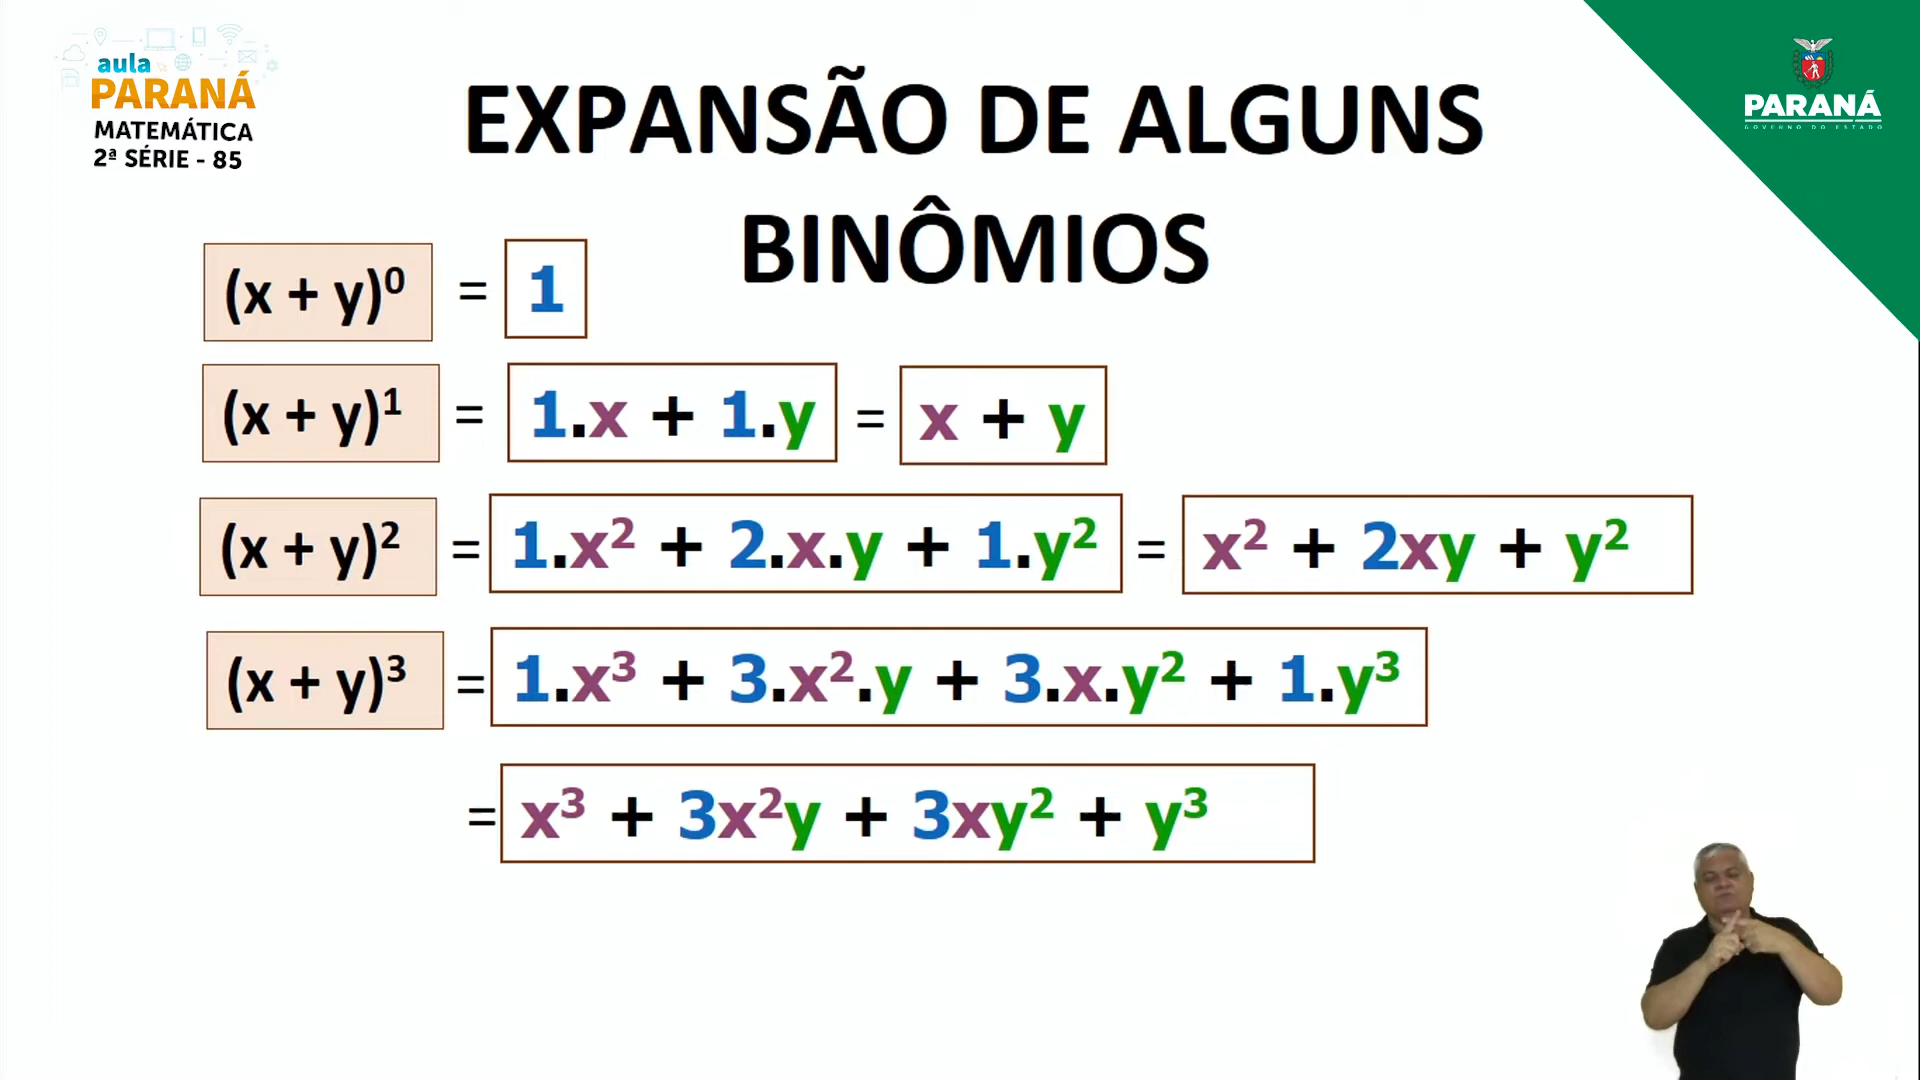 aula
PARANÁ
MATEMÁTICA
2ª SÉRIE - 85
PARANÁ
GOVERNO DO ESTADO
EXPANSÃO DE ALGUNS
BINÔMIOS
(x + y)⁰ = 1
(x + y)¹ = 1.x + 1.y = x + y
(x + y)² = 1.x² + 2.x.y + 1.y² = x² + 2xy + y²
(x + y)³ = 1.x³ + 3.x².y + 3.x.y² + 1.y³
= x³ + 3x²y + 3xy² + y³